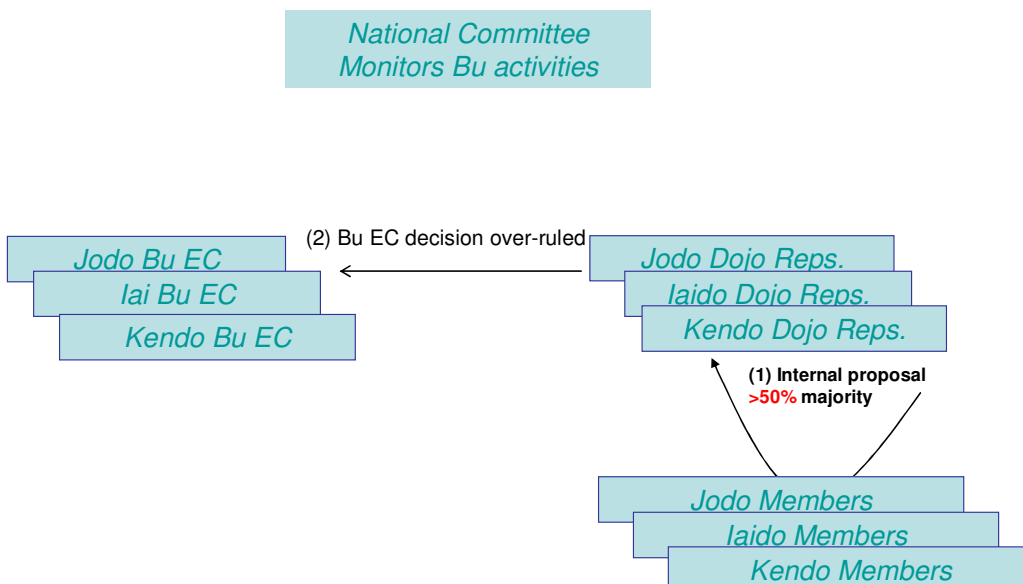 National Committee
Monitors Bu activities
(2) Bu EC decision over-ruled
Jodo Bu EC
Iai Bu EC
Kendo Bu EC
Jodo Dojo Reps.
Iaido Dojo Reps.
Kendo Dojo Reps.
(1) Internal proposal
>50% majority
Jodo Members
Iaido Members
Kendo Members